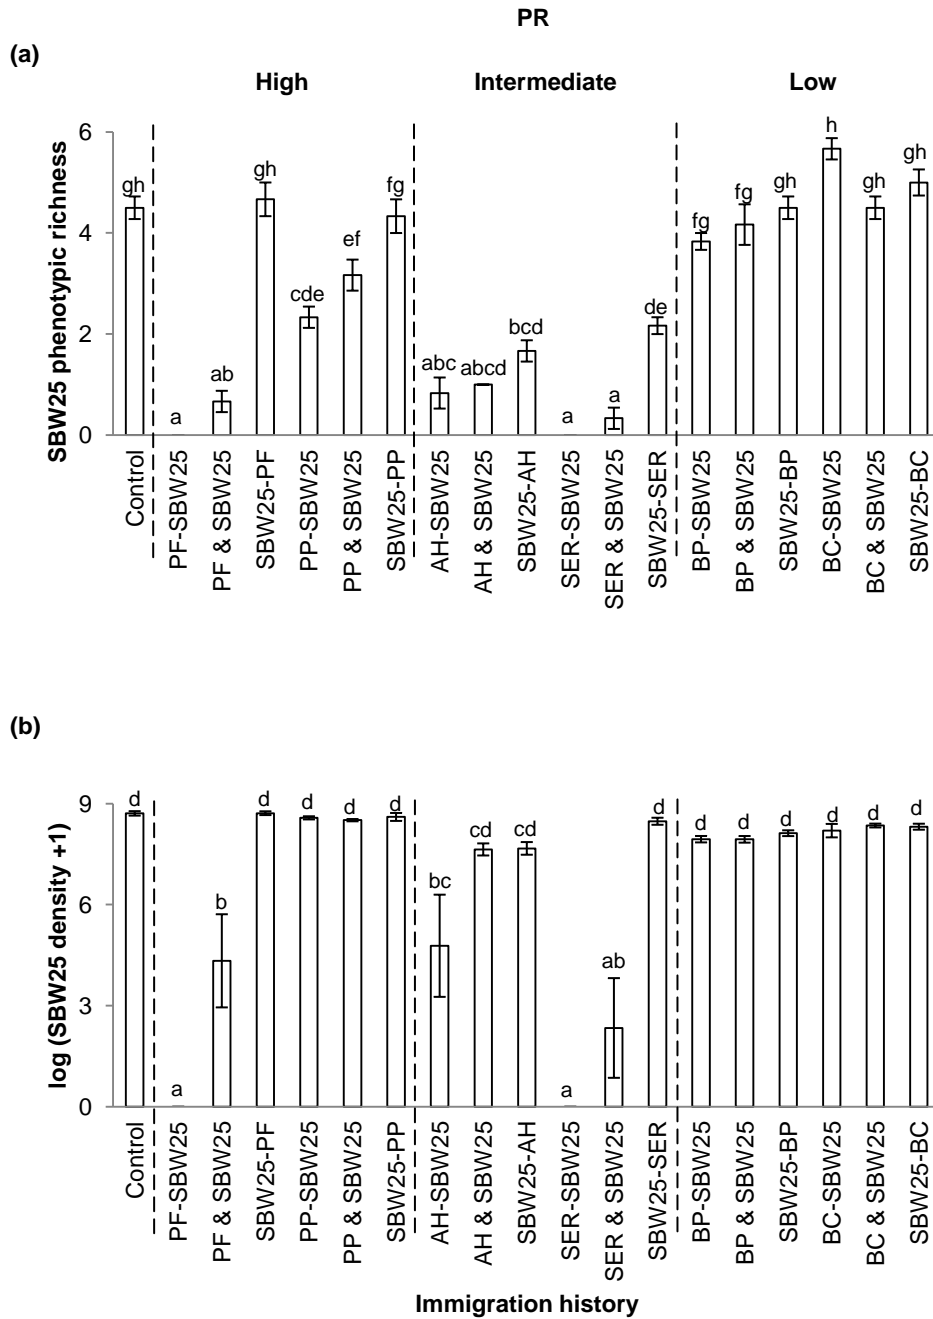 PR
(a)
High Intermediate Low
SBW25 phenotypic richness
6
4
2
0
gh a ab gh cde ef fg abc abcd bcd a a de fg fg gh h gh gh
Control
PF-SBW25
PF & SBW25
SBW25-PF
PP-SBW25
PP & SBW25
SBW25-PP
AH-SBW25
AH & SBW25
SBW25-AH
SER-SBW25
SER & SBW25
SBW25-SER
BP-SBW25
BP & SBW25
SBW25-BP
BC-SBW25
BC & SBW25
SBW25-BC
(b)
log (SBW25 density +1)
9
6
3
0
d a b d d d d bc cd cd a ab d d d d d d d
Control
PF-SBW25
PF & SBW25
SBW25-PF
PP-SBW25
PP & SBW25
SBW25-PP
AH-SBW25
AH & SBW25
SBW25-AH
SER-SBW25
SER & SBW25
SBW25-SER
BP-SBW25
BP & SBW25
SBW25-BP
BC-SBW25
BC & SBW25
SBW25-BC
Immigration history